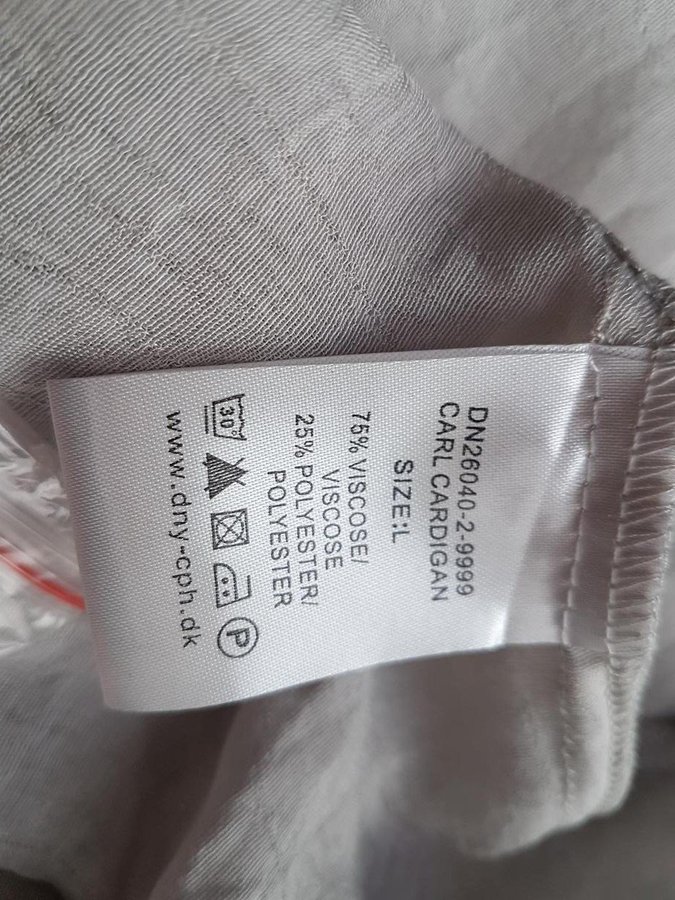 DN26040-2-9999
CARL CARDIGAN
SIZE:L
75% VISCOSE/
VISCOSE
25% POLYESTER/
POLYESTER
30°
P
www.dny-cph.dk